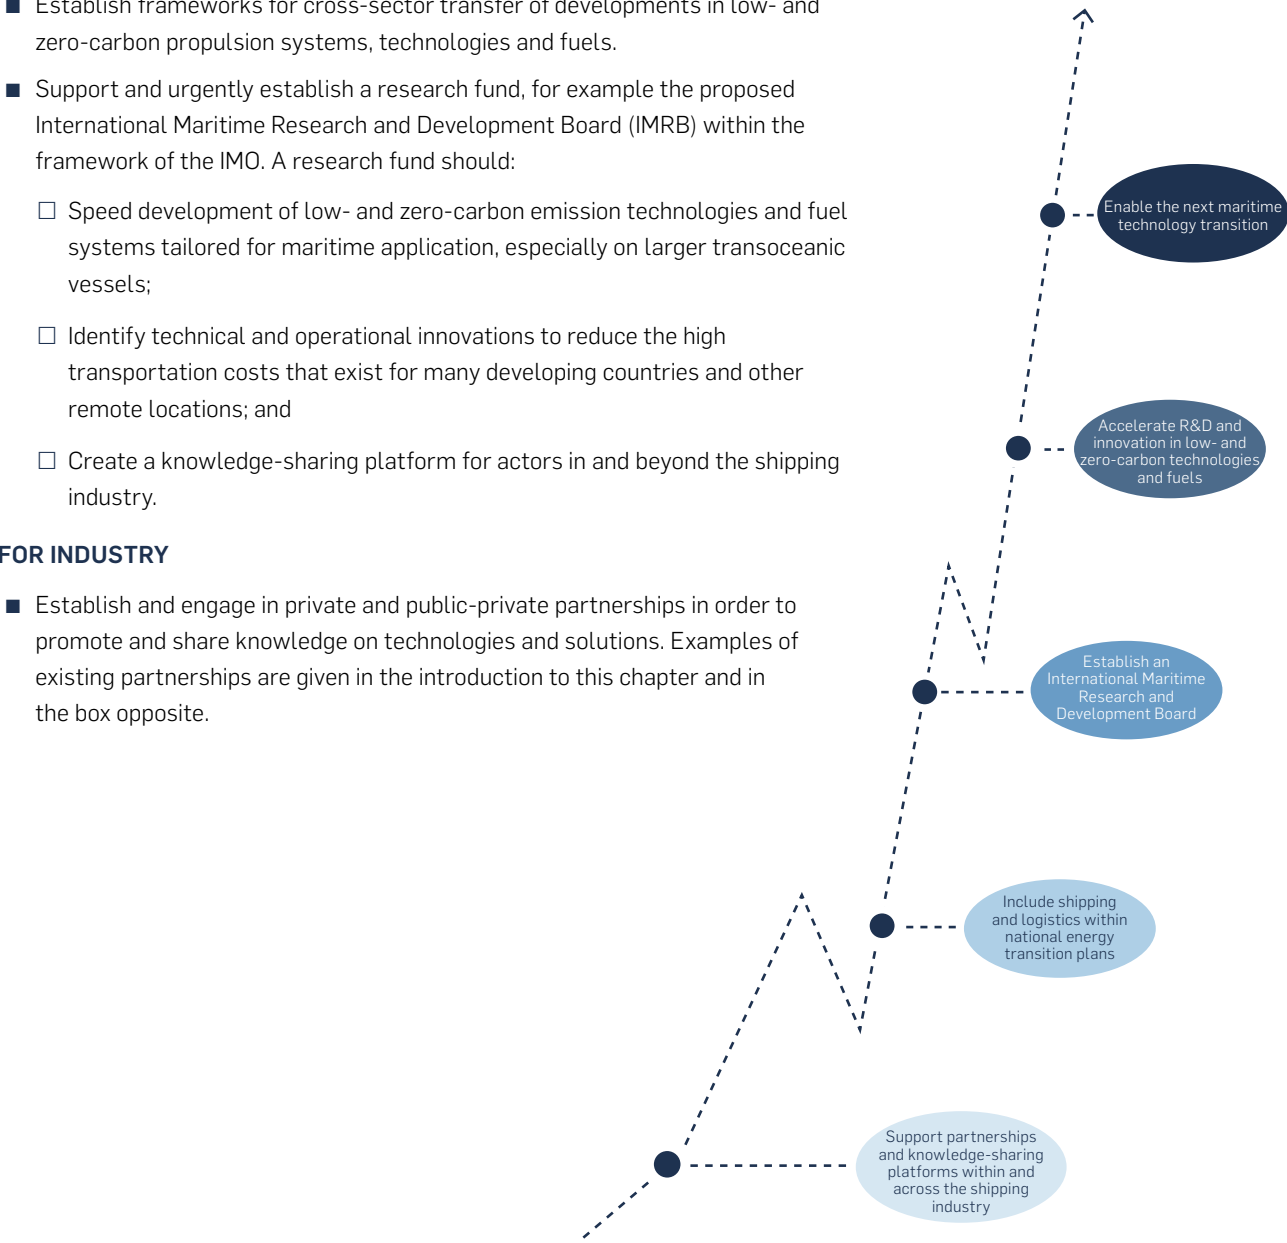 ■ Establish frameworks for cross-sector transfer of developments in low- and
zero-carbon propulsion systems, technologies and fuels.
■ Support and urgently establish a research fund, for example the proposed
International Maritime Research and Development Board (IMRB) within the
framework of the IMO. A research fund should:
□ Speed development of low- and zero-carbon emission technologies and fuel
systems tailored for maritime application, especially on larger transoceanic
vessels;
□ Identify technical and operational innovations to reduce the high
transportation costs that exist for many developing countries and other
remote locations; and
□ Create a knowledge-sharing platform for actors in and beyond the shipping
industry.
FOR INDUSTRY
■ Establish and engage in private and public-private partnerships in order to
promote and share knowledge on technologies and solutions. Examples of
existing partnerships are given in the introduction to this chapter and in
the box opposite.
Enable the next maritime
technology transition
Accelerate R&D and
innovation in low- and
zero-carbon technologies
and fuels
Establish an
International Maritime
Research and
Development Board
Include shipping
and logistics within
national energy
transition plans
Support partnerships
and knowledge-sharing
platforms within and
across the shipping
industry